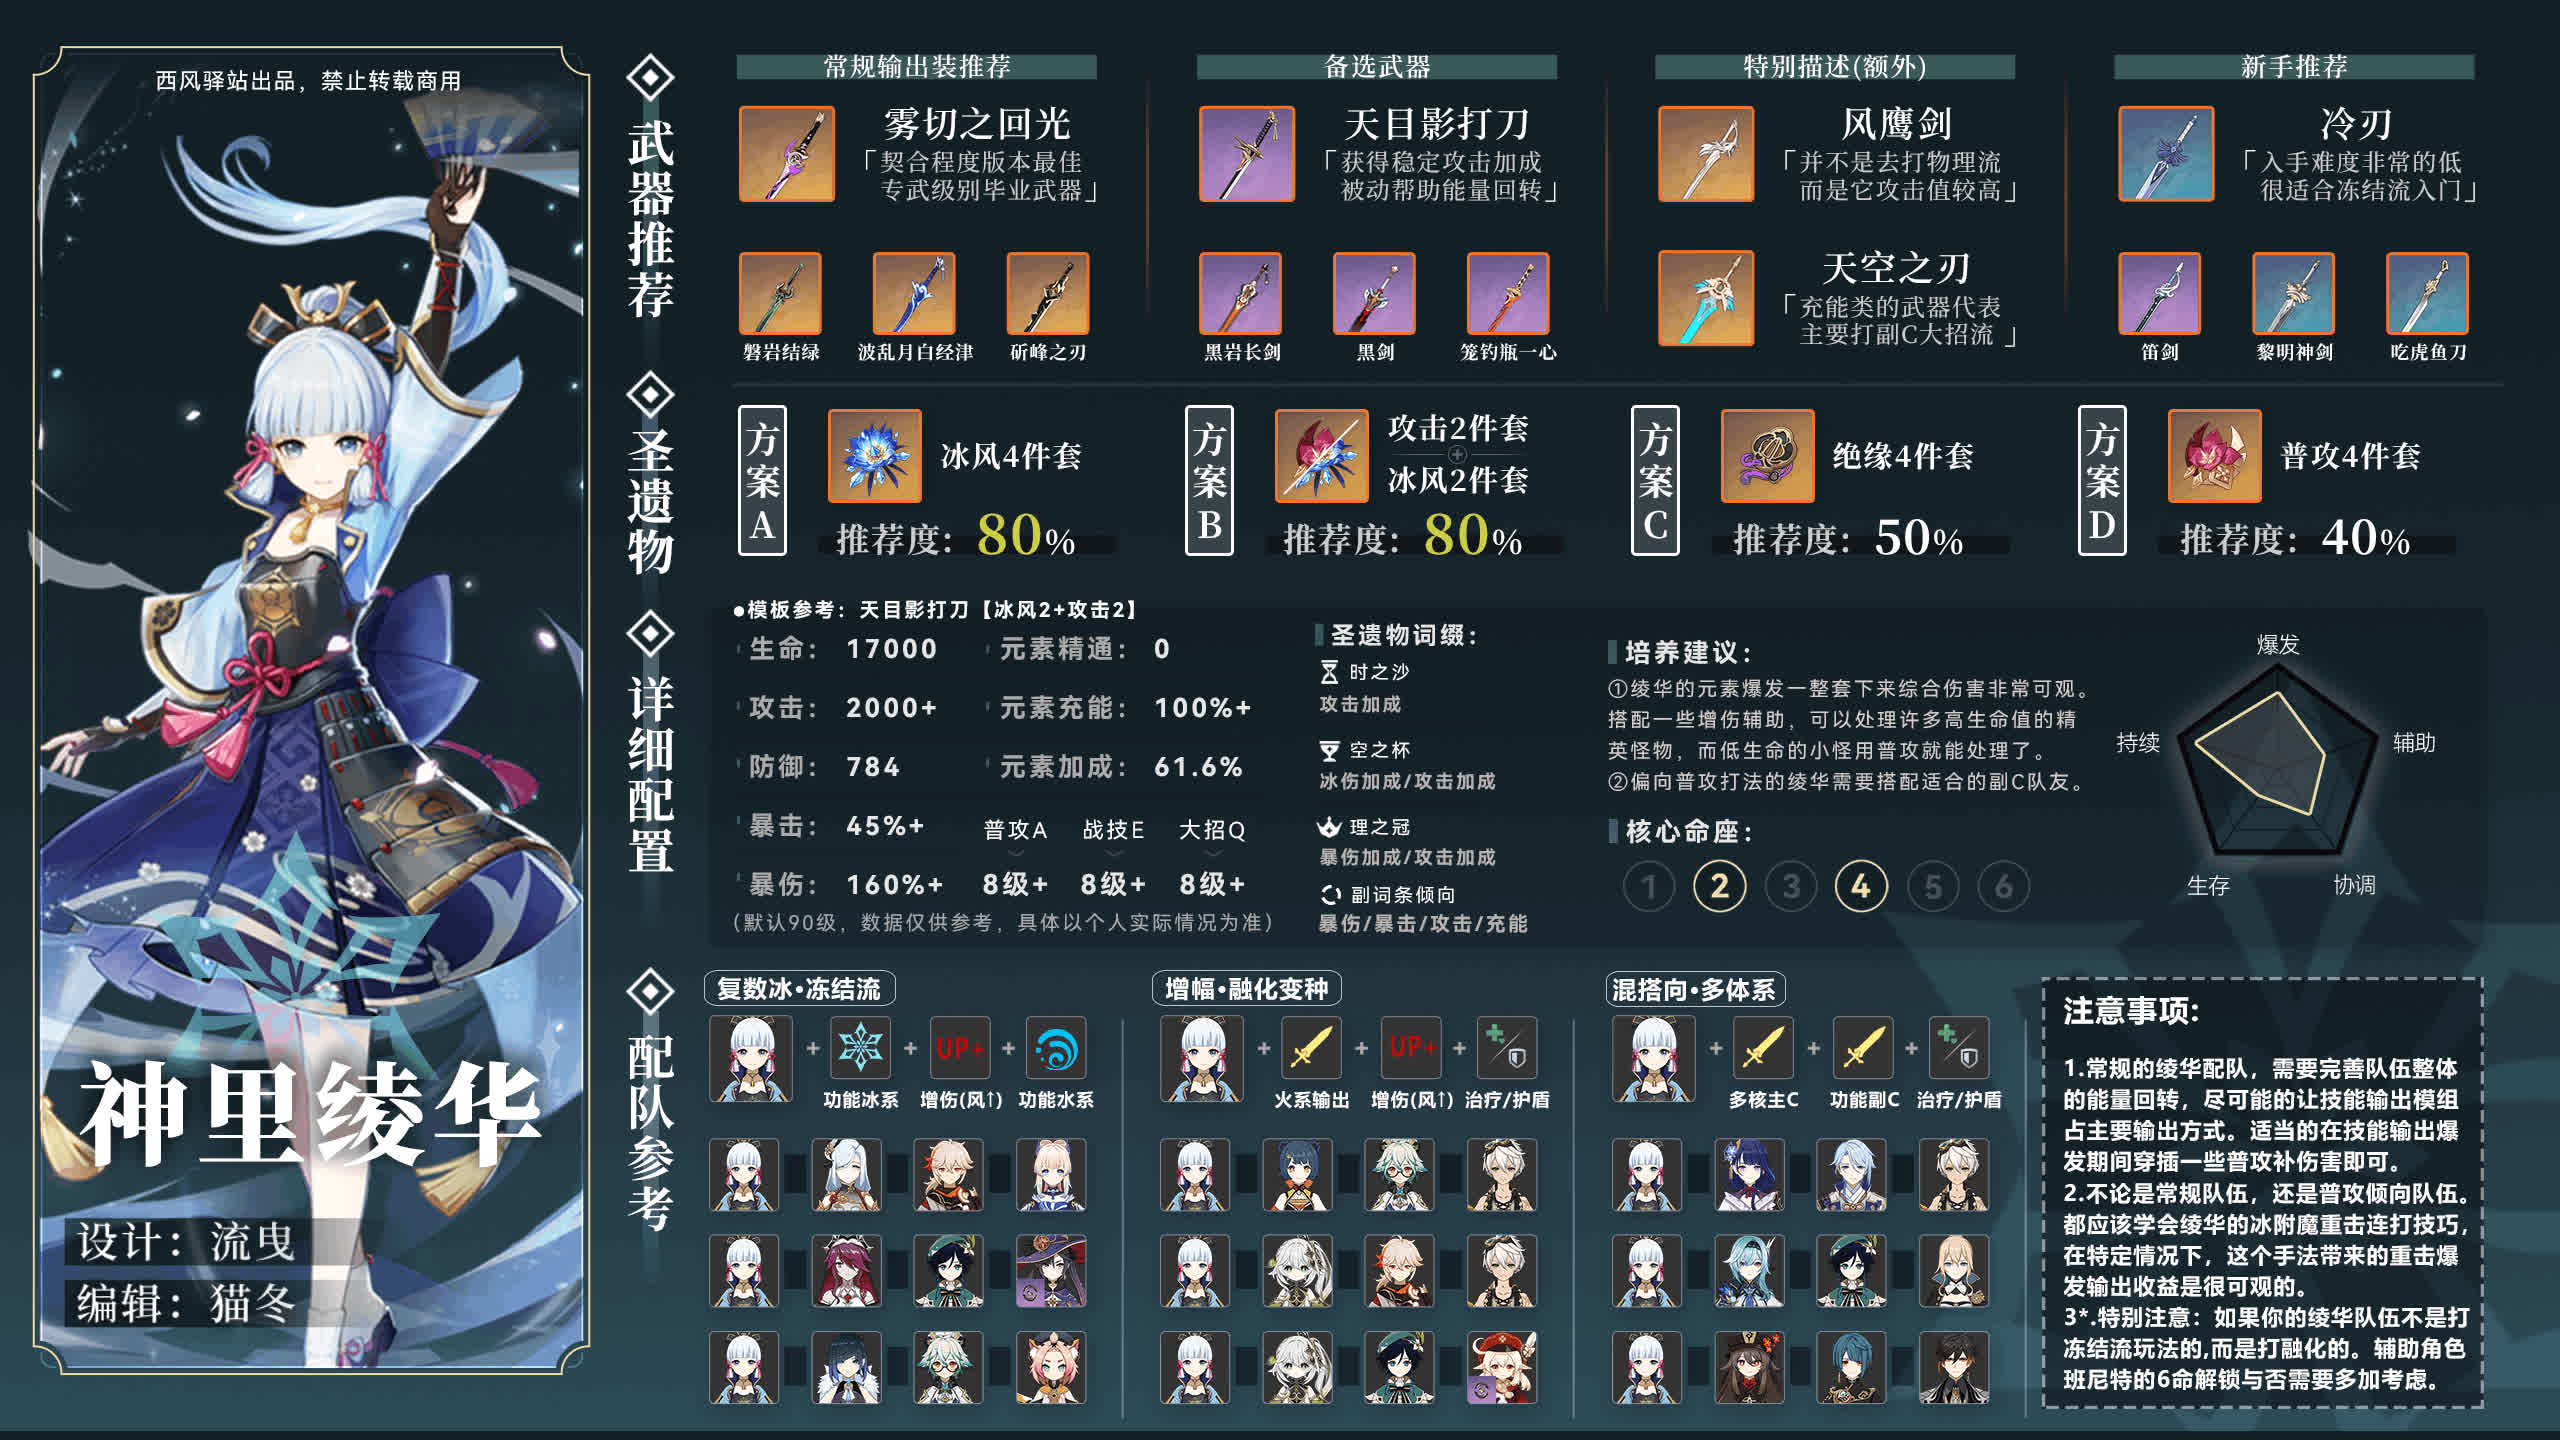 西风驿站出品，禁止转载商用
神里绫华
设计：流曳
编辑：猫冬
武器推荐
常规输出装推荐
雾切之回光
「契合程度版本最佳
专武级别毕业武器」
磐岩结绿
波乱月白经津
斫峰之刃
备选武器
天目影打刀
「获得稳定攻击加成
被动帮助能量回转」
黑岩长剑
黑剑
笼钓瓶一心
特别描述(额外)
风鹰剑
「并不是去打物理流
而是它攻击值较高」
天空之刃
「充能类的武器代表
主要打副C大招流 」
新手推荐
冷刃
「入手难度非常的低
很适合冻结流入门」
笛剑
黎明神剑
吃虎鱼刀
圣遗物
方案A
冰风4件套
推荐度：80%
方案B
攻击2件套
冰风2件套
推荐度：80%
方案C
绝缘4件套
推荐度：50%
方案D
普攻4件套
推荐度：40%
详细配置
●模板参考：天目影打刀【冰风2+攻击2】
生命： 17000 元素精通： 0
攻击： 2000+ 元素充能： 100%+
防御： 784 元素加成： 61.6%
暴击： 45%+ 普攻A 战技E 大招Q
暴伤： 160%+ 8级+ 8级+ 8级+
（默认90级，数据仅供参考，具体以个人实际情况为准）
圣遗物词缀：
时之沙
攻击加成
空之杯
冰伤加成/攻击加成
理之冠
暴伤加成/攻击加成
副词条倾向
暴伤/暴击/攻击/充能
培养建议：
①绫华的元素爆发一整套下来综合伤害非常可观。
搭配一些增伤辅助，可以处理许多高生命值的精
英怪物，而低生命的小怪用普攻就能处理了。
②偏向普攻打法的绫华需要搭配适合的副C队友。
核心命座：
1 2 3 4 5 6
爆发
辅助
协调
生存
持续
配队参考
复数冰·冻结流
+ + UP+ +
功能冰系 增伤(风↑) 功能水系
增幅·融化变种
+ + UP+ +
火系输出 增伤(风↑) 治疗/护盾
混搭向·多体系
+ + +
多核主C 功能副C 治疗/护盾
注意事项:
1.常规的绫华配队，需要完善队伍整体
的能量回转，尽可能的让技能输出模组
占主要输出方式。适当的在技能输出爆
发期间穿插一些普攻补伤害即可。
2.不论是常规队伍，还是普攻倾向队伍。
都应该学会绫华的冰附魔重击连打技巧，
在特定情况下，这个手法带来的重击爆
发输出收益是很可观的。
3*.特别注意：如果你的绫华队伍不是打
冻结流玩法的,而是打融化的。辅助角色
班尼特的6命解锁与否需要多加考虑。